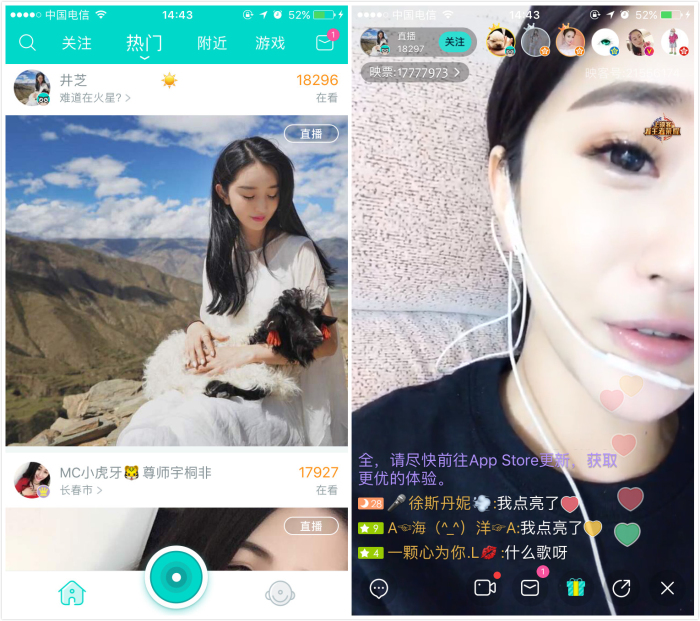 中国电信
14:43
52%
关注
热门
附近
游戏
1
井芝
18296
难道在火星? >
在看
直播
MC小虎牙🐯尊师宇桐非
17927
长春市 >
在看
直播
中国电信
14:43
52%
直播
18297
关注
映票:17777973 >
全，请尽快前往App Store更新，获取
更优的体验。
28 🎤徐斯丹妮💨:我点亮了
9 A☜海（^_^）洋☞A:我点亮了
4 一颗心为你.L💋:什么歌呀
1